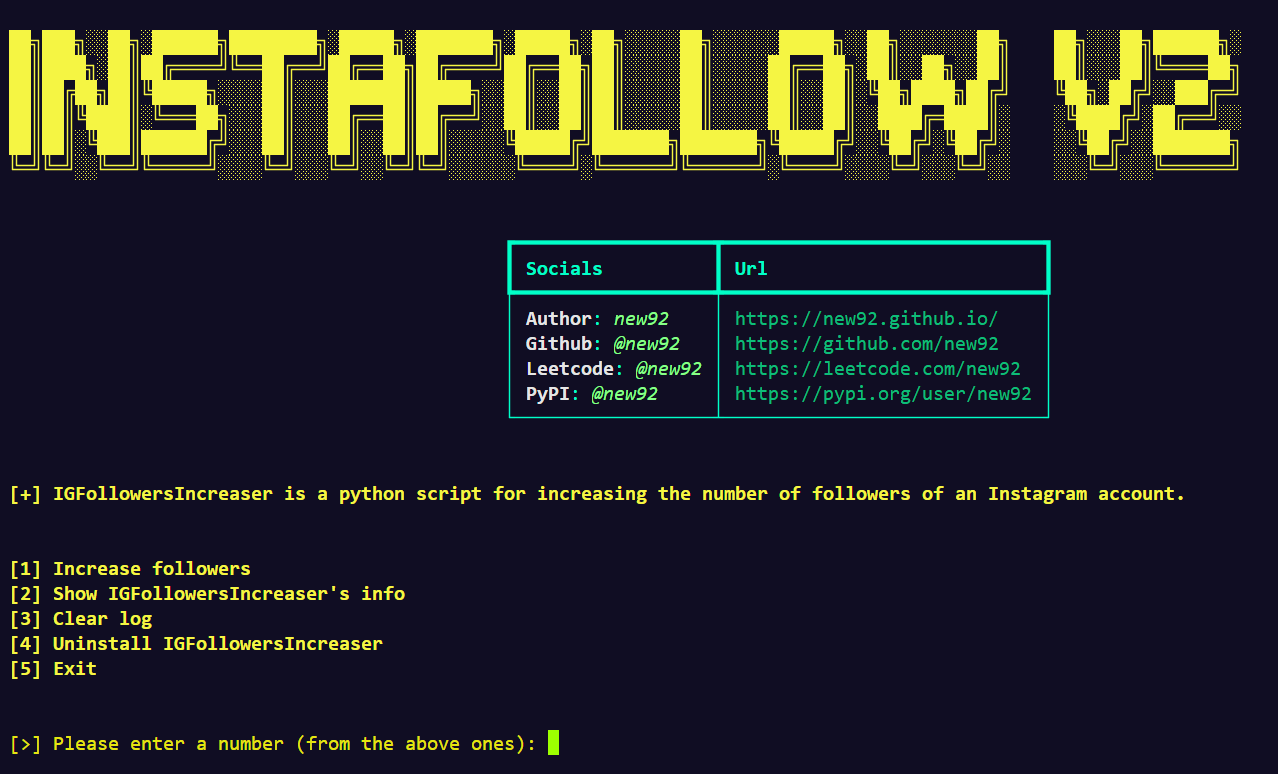 INSTAFOLLOW V2
Socials Url
Author: new92 https://new92.github.io/
Github: @new92 https://github.com/new92
Leetcode: @new92 https://leetcode.com/new92
PyPI: @new92 https://pypi.org/user/new92
[+] IGFollowersIncreaser is a python script for increasing the number of followers of an Instagram account.
[1] Increase followers
[2] Show IGFollowersIncreaser's info
[3] Clear log
[4] Uninstall IGFollowersIncreaser
[5] Exit
[>] Please enter a number (from the above ones):